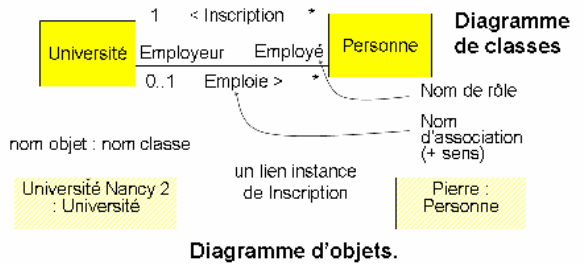 1 < Inscription *
Diagramme
de classes
Université
Employeur Employé
Personne
0..1 Emploie > *
Nom de rôle
Nom
d'association
(+ sens)
nom objet : nom classe
un lien instance
de Inscription
Université Nancy 2
: Université
Pierre :
Personne
Diagramme d'objets.